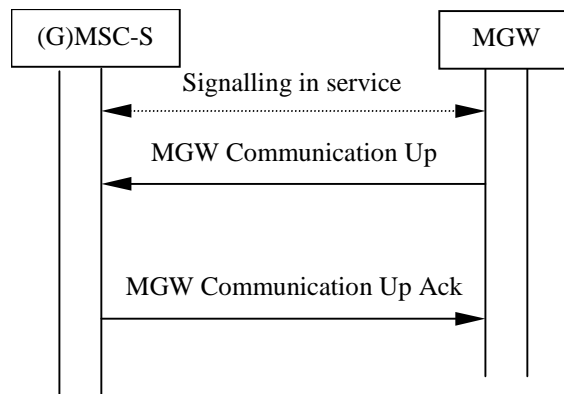 (G)MSC-S
MGW
Signalling in service
MGW Communication Up
MGW Communication Up Ack